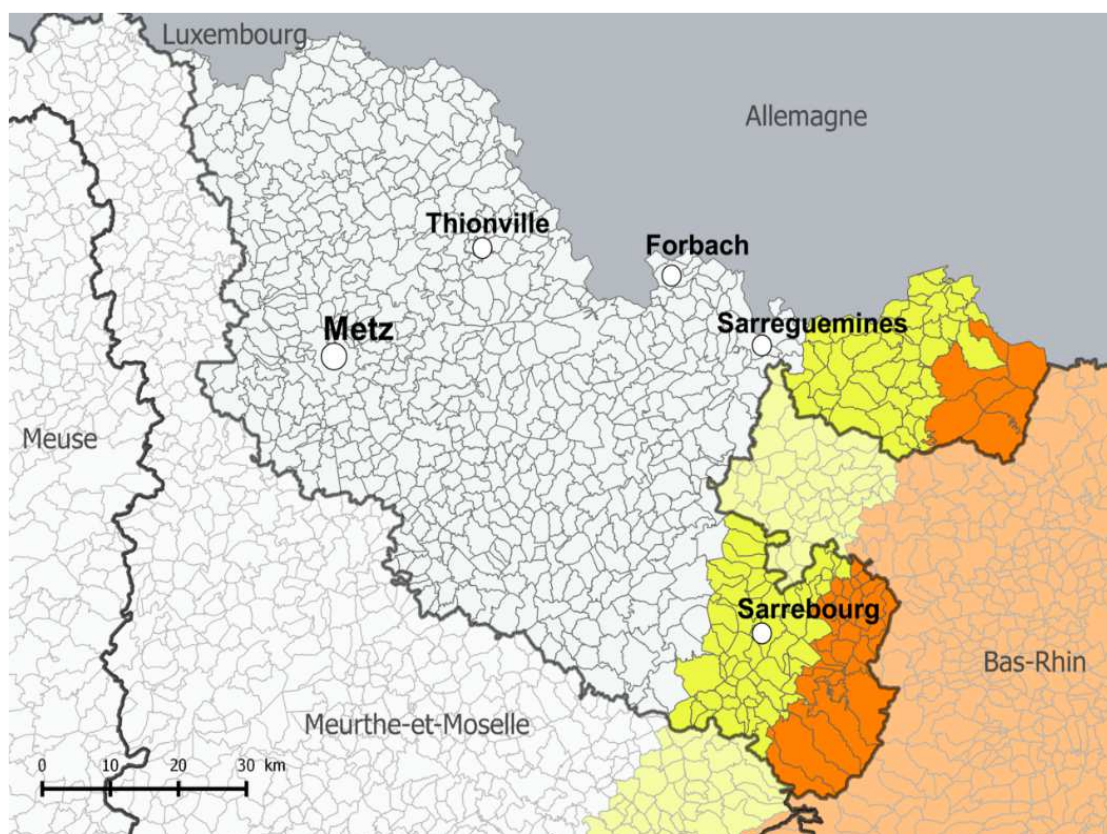 Luxembourg
Allemagne
Thionville
Forbach
Metz
Sarreguemines
Meuse
Sarrebourg
Bas-Rhin
Meurthe-et-Moselle
0 10 20 30 km